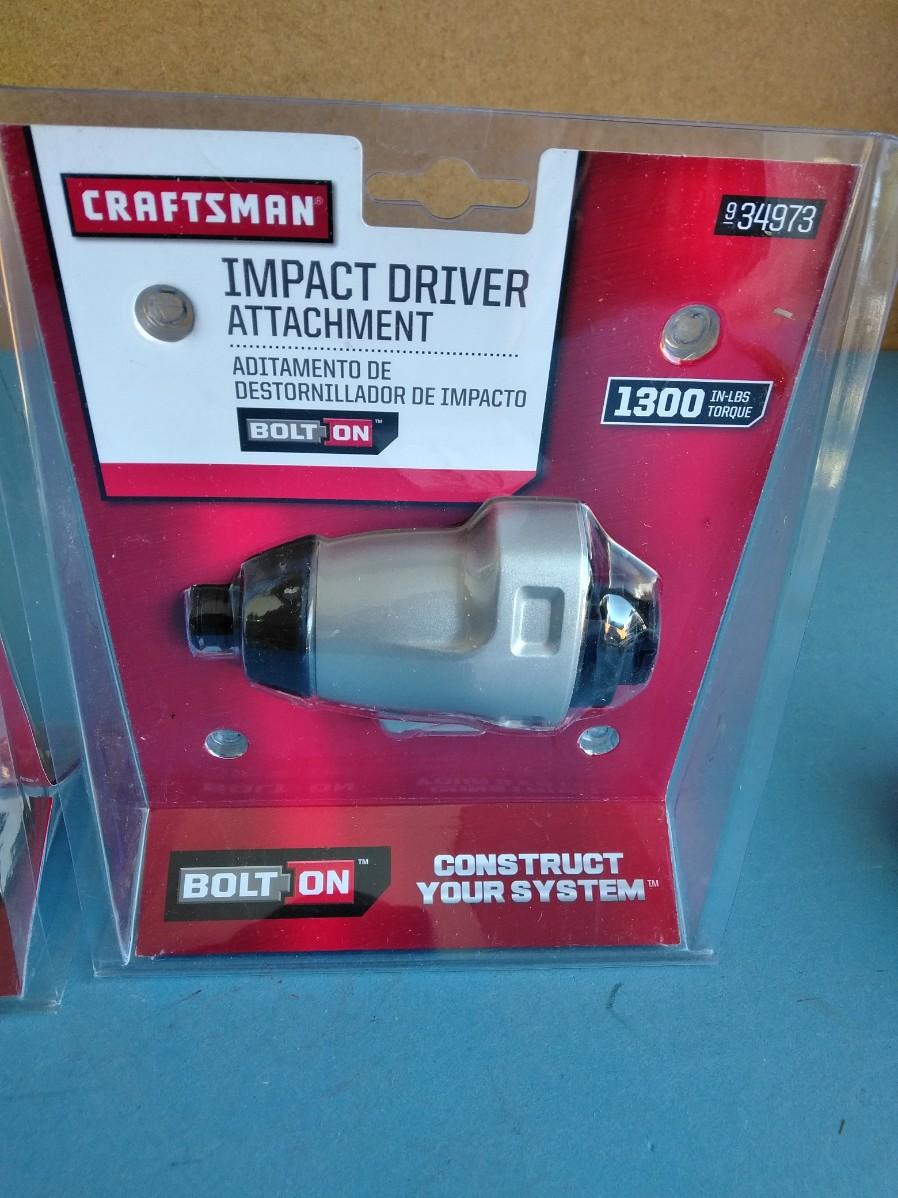 CRAFTSMAN®
9 34973
IMPACT DRIVER
ATTACHMENT
ADITAMENTO DE
DESTORNILLADOR DE IMPACTO
BOLT ON™
1300 IN-LBS
TORQUE
BOLT ON™
CONSTRUCT
YOUR SYSTEM™